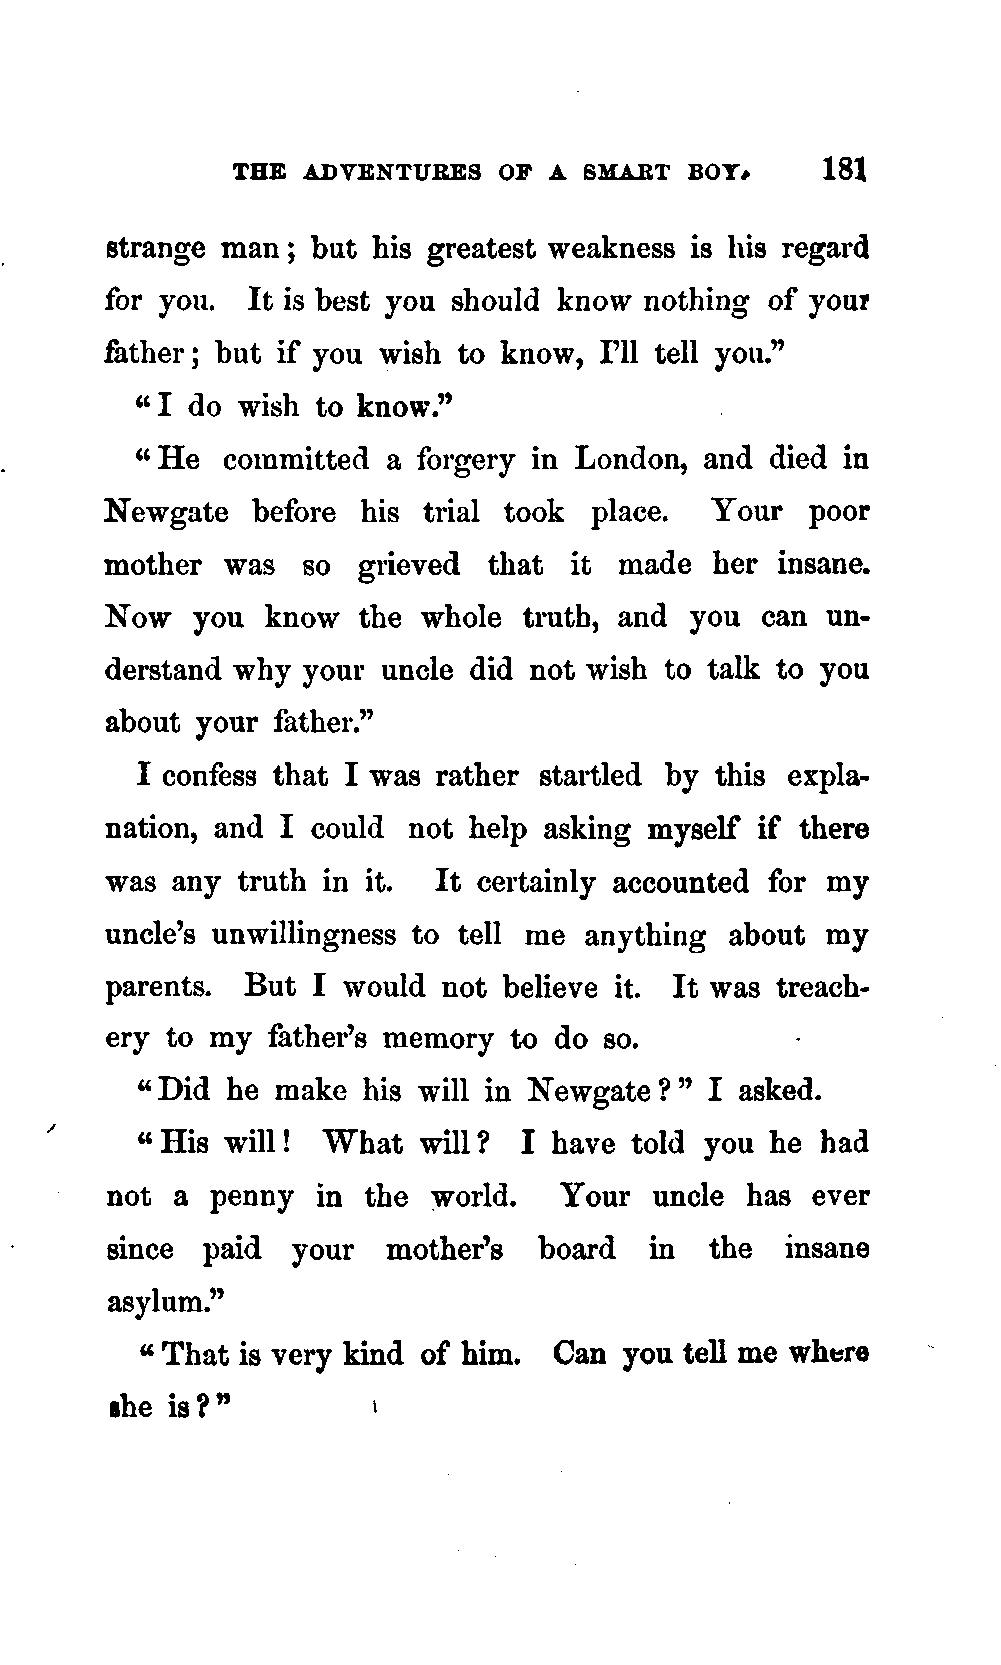 THE ADVENTURES OF A SMART BOY. 181
strange man; but his greatest weakness is his regard
for you. It is best you should know nothing of your
father; but if you wish to know, I'll tell you."
"I do wish to know."
"He committed a forgery in London, and died in
Newgate before his trial took place. Your poor
mother was so grieved that it made her insane.
Now you know the whole truth, and you can un-
derstand why your uncle did not wish to talk to you
about your father."
I confess that I was rather startled by this expla-
nation, and I could not help asking myself if there
was any truth in it. It certainly accounted for my
uncle's unwillingness to tell me anything about my
parents. But I would not believe it. It was treach-
ery to my father's memory to do so.
"Did he make his will in Newgate?" I asked.
"His will! What will? I have told you he had
not a penny in the world. Your uncle has ever
since paid your mother's board in the insane
asylum."
"That is very kind of him. Can you tell me where
she is?"